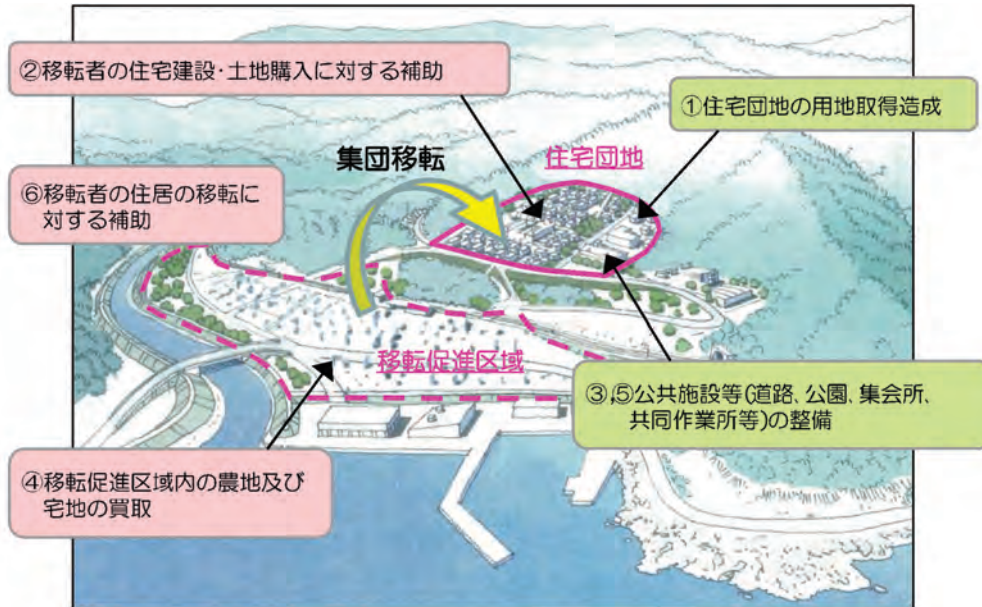 ②移転者の住宅建設・土地購入に対する補助
①住宅団地の用地取得造成
集団移転
住宅団地
⑥移転者の住居の移転に
対する補助
移転促進区域
③,⑤公共施設等(道路、公園、集会所、
共同作業所等)の整備
④移転促進区域内の農地及び
宅地の買取